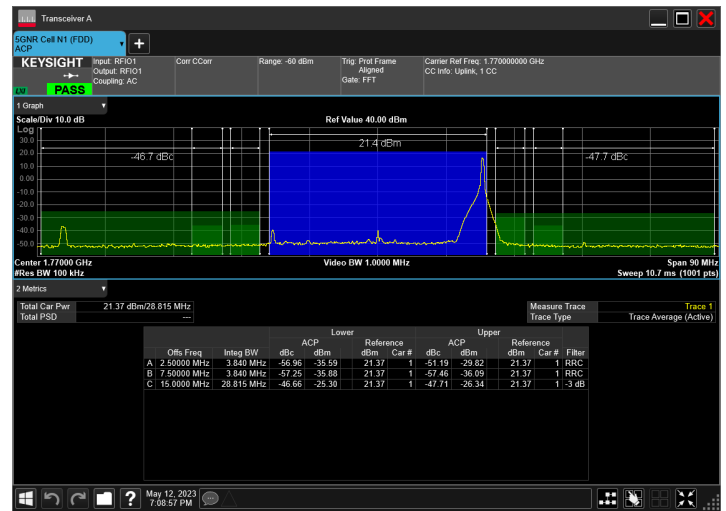 Transceiver A
5GNR Cell N1 (FDD)
ACP
KEYSIGHT
PASS
LXI
Input: RFIO1
Output: RFIO1
Coupling: AC
Corr CCorr
Range: -60 dBm
Trig: Prot Frame
Aligned
Gate: FFT
Carrier Ref Freq: 1.770000000 GHz
CC Info: Uplink, 1 CC
1 Graph
Scale/Div 10.0 dB
Ref Value 40.00 dBm
Log
30.0
20.0
10.0
0.00
-10.0
-20.0
-30.0
-40.0
-50.0
-46.7 dBc
21.4 dBm
-47.7 dBc
Center 1.77000 GHz
Video BW 1.0000 MHz
Span 90 MHz
#Res BW 100 kHz
Sweep 10.7 ms (1001 pts)
2 Metrics
Total Car Pwr 21.37 dBm/28.815 MHz
Total PSD ---
Measure Trace Trace 1
Trace Type Trace Average (Active)
Lower Upper
ACP Reference ACP Reference
Offs Freq Integ BW dBc dBm dBm Car # dBc dBm dBm Car # Filter
A 2.50000 MHz 3.840 MHz -56.96 -35.59 21.37 1 -51.19 -29.82 21.37 1 RRC
B 7.50000 MHz 3.840 MHz -57.25 -35.88 21.37 1 -57.46 -36.09 21.37 1 RRC
C 15.0000 MHz 28.815 MHz -46.66 -25.30 21.37 1 -47.71 -26.34 21.37 1 -3 dB
?
May 12, 2023
7:08:57 PM